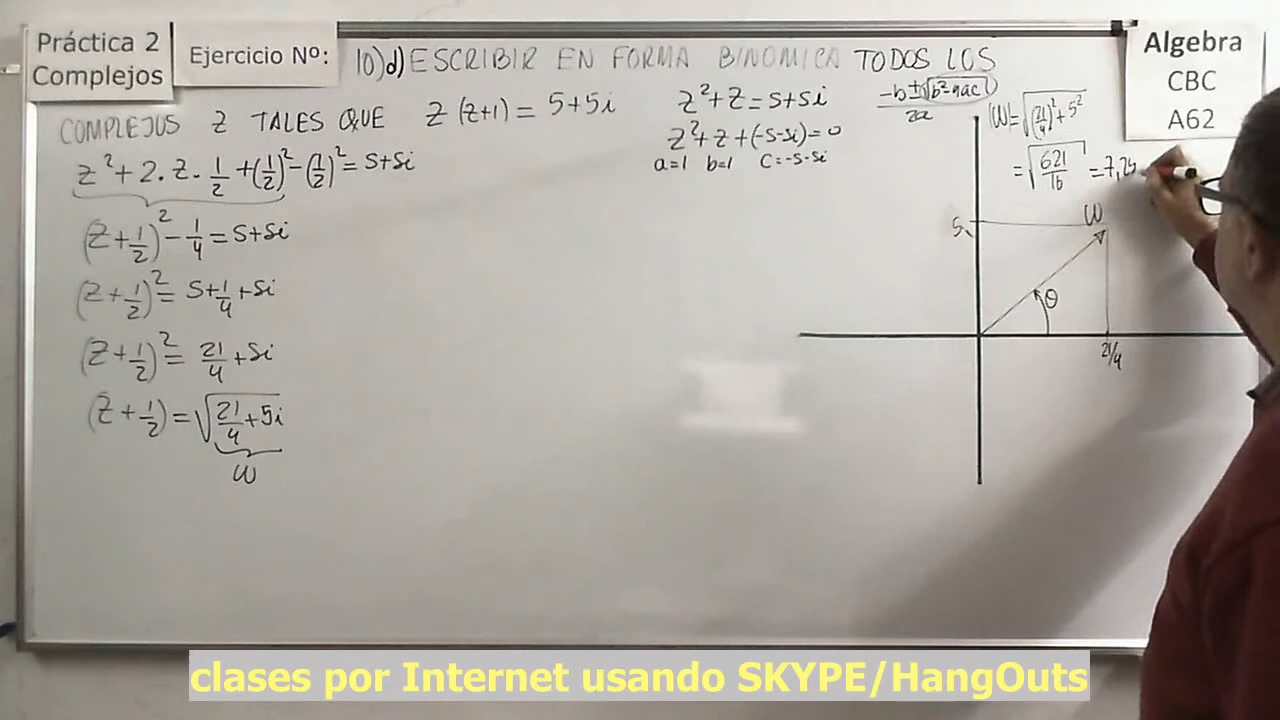 Práctica 2
Complejos
Ejercicio Nº:
10)d) ESCRIBIR EN FORMA BINOMICA TODOS LOS
COMPLEJOS Z TALES QUE Z (Z+1) = 5+5i
Algebra
CBC
A62
Z² + 2 . Z . 1/2 + (1/2)² - (1/2)² = 5+5i
(Z + 1/2)² - 1/4 = 5+5i
(Z + 1/2)² = 5 + 1/4 + 5i
(Z + 1/2)² = 21/4 + 5i
(Z + 1/2) = √(21/4 + 5i)
W
Z² + Z = 5+5i
Z² + Z + (-5-5i) = 0
a=1 b=1 C=-5-5i
-b ± √(b²-4ac) / 2a
|W| = √((21/4)² + 5²)
= √(621/16) = 7,25
5
W
θ
21/4
clases por Internet usando SKYPE/HangOuts